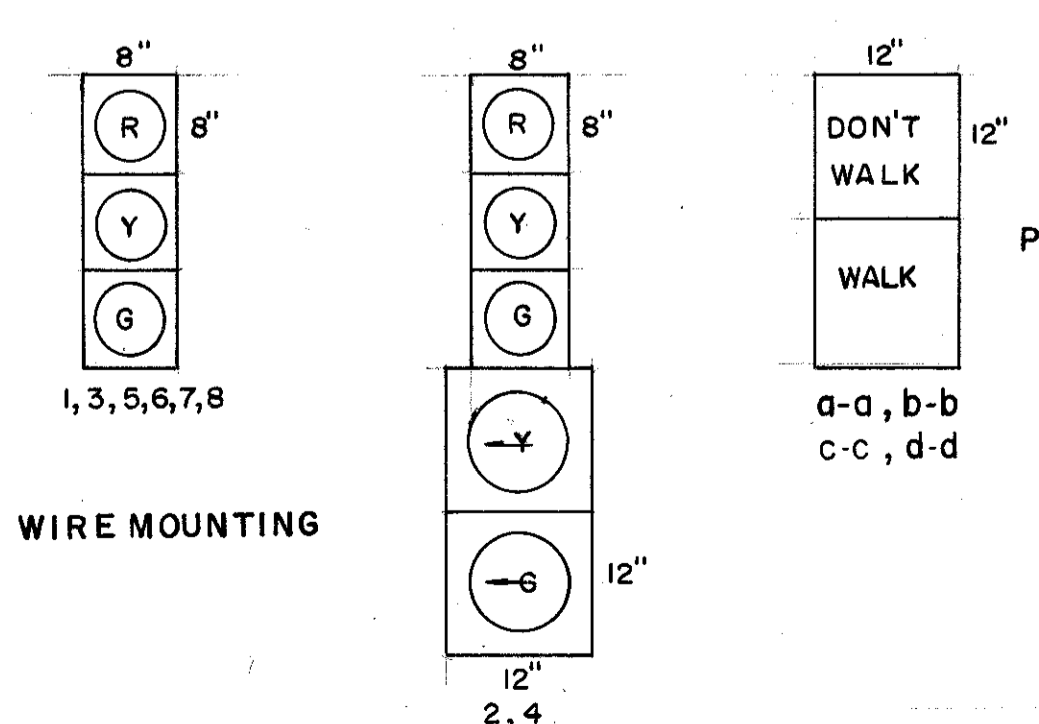 8"
R 8"
Y
G
1, 3, 5, 6, 7, 8
WIRE MOUNTING
8"
R 8"
Y
G
Y
G 12"
12"
2, 4
12"
DON'T 12"
WALK
WALK
a-a, b-b
c-c, d-d
P